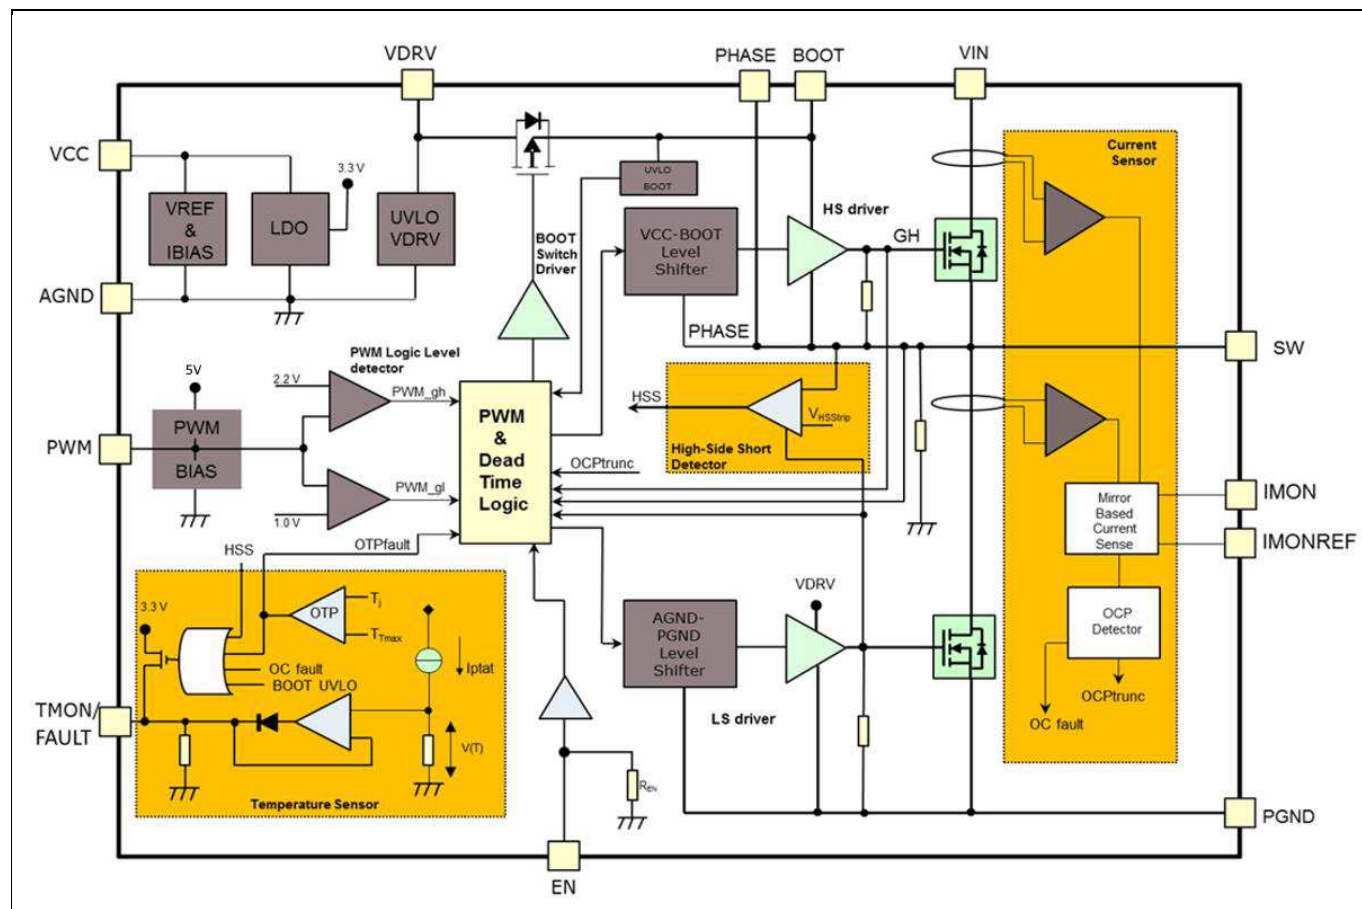 VDRV
PHASE
BOOT
VIN
VCC
3.3 V
VREF
&
IBIAS
LDO
UVLO
VDRV
UVLO
BOOT
Current
Sensor
HS driver
BOOT
Switch
Driver
VCC-BOOT
Level
Shifter
GH
AGND
PHASE
SW
PWM Logic Level
detector
5V
2.2 V
PWM_gh
HSS
VHSStrip
High-Side Short
Detector
PWM
PWM
BIAS
PWM
&
Dead
Time
Logic
OCPtrunc
PWM_gl
1.0 V
IMON
IMONREF
Mirror
Based
Current
Sense
OTPfault
HSS
VDRV
3.3 V
OTP
Tj
TTmax
AGND-
PGND
Level
Shifter
OCP
Detector
OC fault
BOOT UVLO
Iptat
OCPtrunc
OC fault
TMON/
FAULT
LS driver
V(T)
REN
Temperature Sensor
PGND
EN